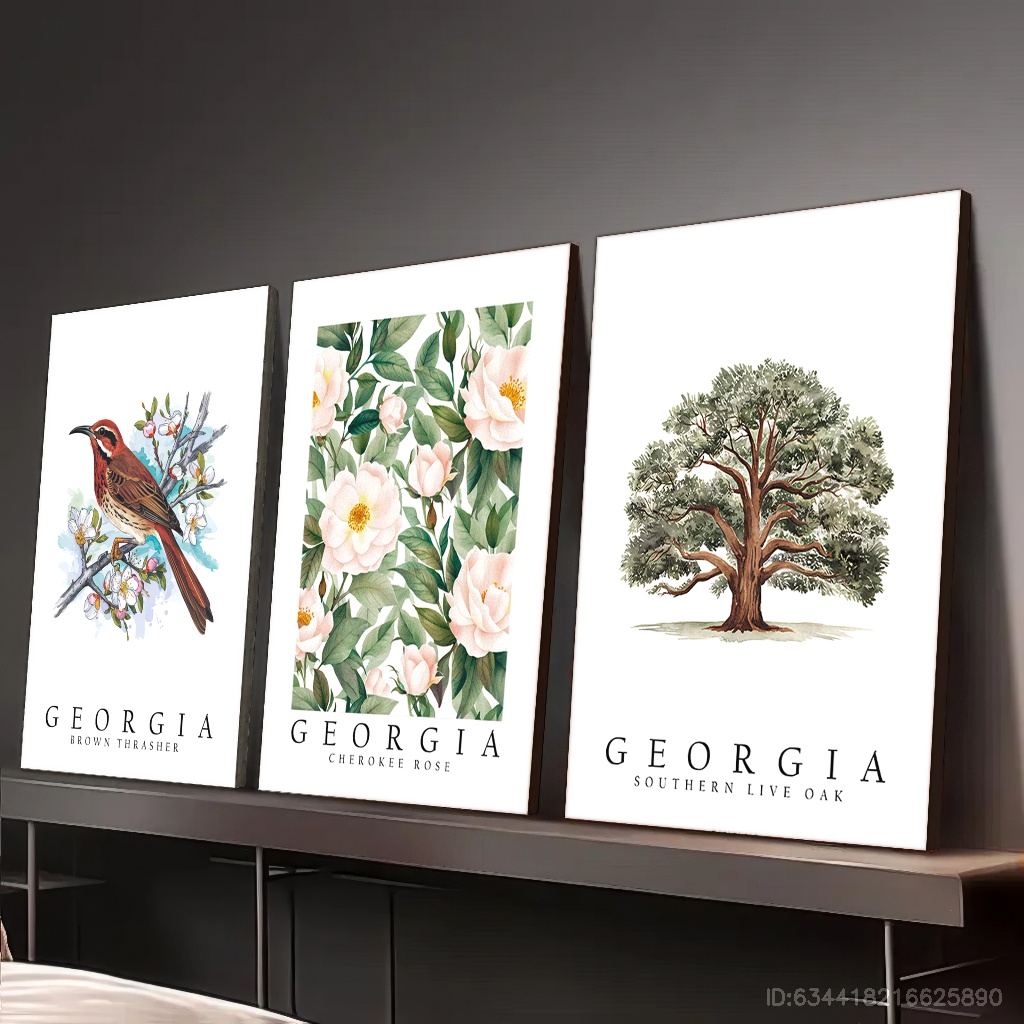 GEORGIA
BROWN THRASHER
GEORGIA
CHEROKEE ROSE
GEORGIA
SOUTHERN LIVE OAK
ID:634418216625890